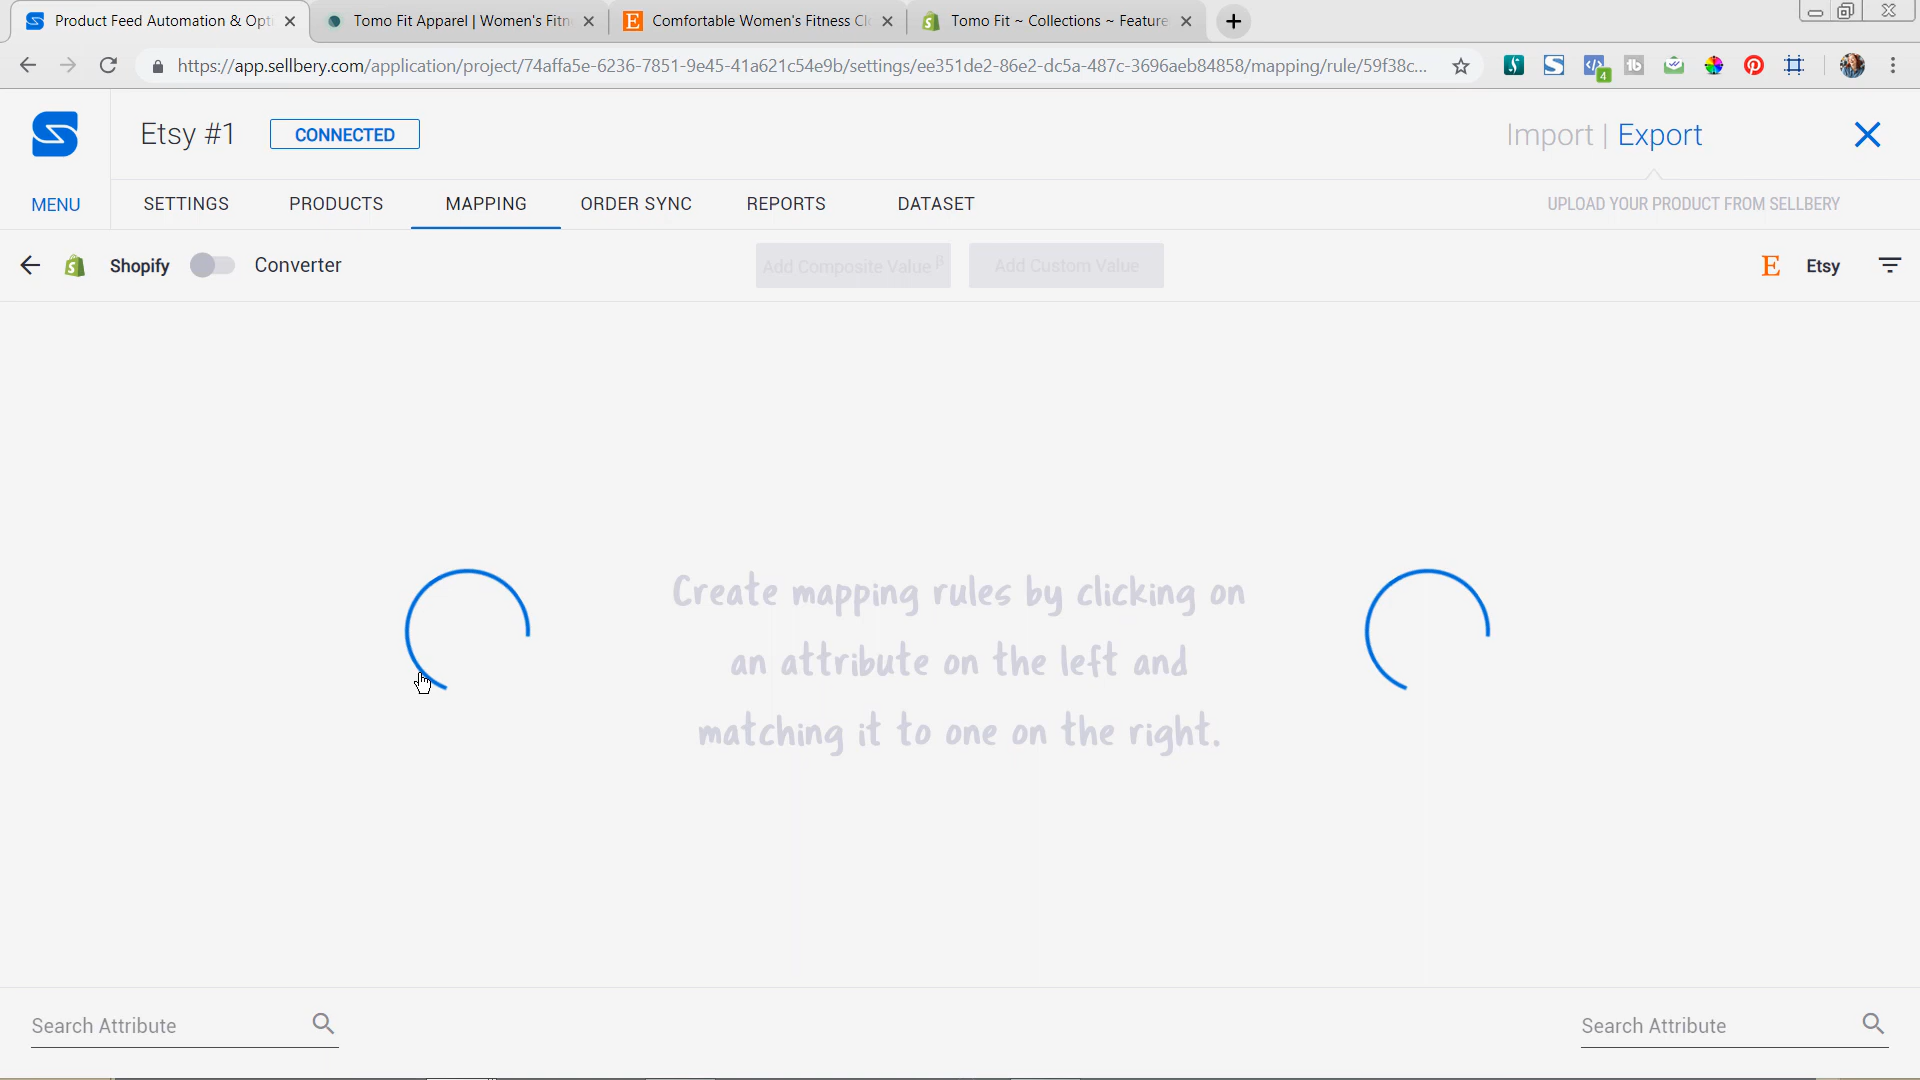 Product Feed Automation & Opti
Tomo Fit Apparel | Women's Fitn
Comfortable Women's Fitness Cl
Tomo Fit ~ Collections ~ Feature
https://app.sellbery.com/application/project/74affa5e-6236-7851-9e45-41a621c54e9b/settings/ee351de2-86e2-dc5a-487c-3696aeb84858/mapping/rule/59f38c...
4
Etsy #1
CONNECTED
Import | Export
MENU
SETTINGS
PRODUCTS
MAPPING
ORDER SYNC
REPORTS
DATASET
UPLOAD YOUR PRODUCT FROM SELLBERY
Shopify
Converter
Add Composite Value β
Add Custom Value
E Etsy
Create mapping rules by clicking on
an attribute on the left and
matching it to one on the right.
Search Attribute
Search Attribute